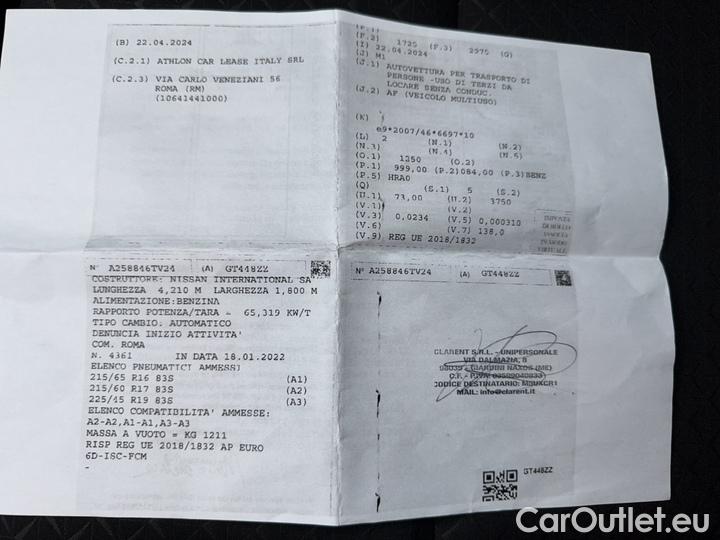 (B) 22.04.2024
(C.2.1) ATHLON CAR LEASE ITALY SRL
(C.2.3) VIA CARLO VENEZIANI 56
ROMA (RM)
(10641441000)
(F.2) 1725 (F.3) 2975 (G)
(I) 22.04.2024
(J) M1
(J.1) AUTOVETTURA PER TRASPORTO DI
PERSONE -USO DI TERZI DA
LOCARE SENZA CONDUC.
(J.2) AF (VEICOLO MULTIUSO)
(K)
e9*2007/46*6697*10
(L) 2 (N.1) (N.2)
(N.3) (N.4) (N.5)
(O.1) 1250 (O.2)
(P.1) 999,00 (P.2)084,00 (P.3)BENZ
(P.5) HRA0
(Q) (S.1) 5 (S.2)
(U.1) 73,00 (U.2) 3750
(V.1) (V.2)
(V.3) 0,0234 (V.5) 0,000310
(V.6) (V.7) 138,0
(V.9) REG UE 2018/1832
N° A258846TV24 (A) GT448ZZ
COSTRUTTORE: NISSAN INTERNATIONAL SA
LUNGHEZZA 4,210 M LARGHEZZA 1,800 M
ALIMENTAZIONE:BENZINA
RAPPORTO POTENZA/TARA = 65,319 KW/T
TIPO CAMBIO: AUTOMATICO
DENUNCIA INIZIO ATTIVITA'
COM. ROMA
N. 4361 IN DATA 18.01.2022
ELENCO PNEUMATICI AMMESSI
215/65 R16 83S (A1)
215/60 R17 83S (A2)
225/45 R19 83S (A3)
ELENCO COMPATIBILITA' AMMESSE:
A2-A2,A1-A1,A3-A3
MASSA A VUOTO = KG 1211
RISP REG UE 2018/1832 AP EURO
6D-ISC-FCM
-
N° A258846TV24 (A) GT448ZZ
CLARENT S.R.L. - UNIPERSONALE
VIA DALMAZIA, 8
98035 - GIARDINI NAXOS (ME)
C.F. - P.IVA: 03589040833
CODICE DESTINATARIO: M5UXCR1
MAIL: info@clarent.it
GT448ZZ
CarOutlet.eu